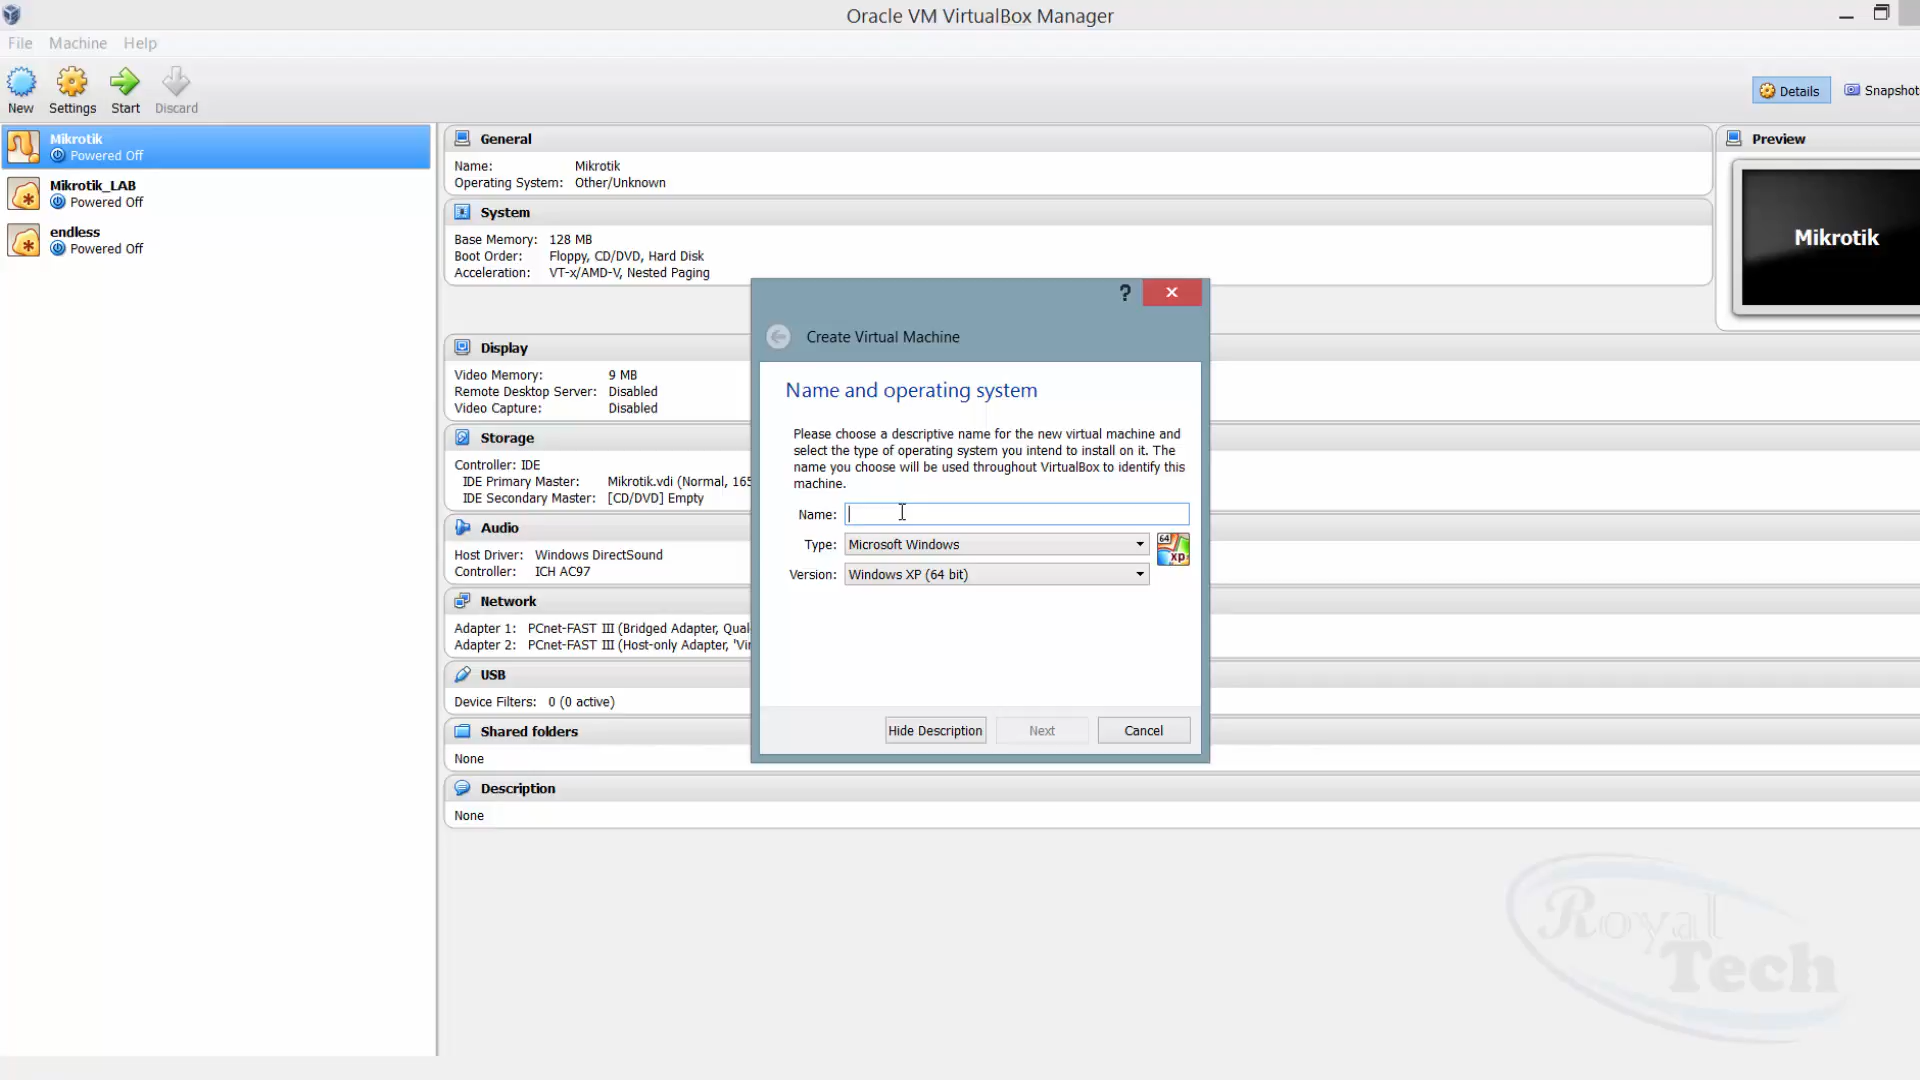 Oracle VM VirtualBox Manager
File Machine Help
New Settings Start Discard
Details Snapshot
Mikrotik
Powered Off
Mikrotik_LAB
Powered Off
endless
Powered Off
General
Name: Mikrotik
Operating System: Other/Unknown
System
Base Memory: 128 MB
Boot Order: Floppy, CD/DVD, Hard Disk
Acceleration: VT-x/AMD-V, Nested Paging
Display
Video Memory: 9 MB
Remote Desktop Server: Disabled
Video Capture: Disabled
Storage
Controller: IDE
IDE Primary Master: Mikrotik.vdi (Normal, 165
IDE Secondary Master: [CD/DVD] Empty
Audio
Host Driver: Windows DirectSound
Controller: ICH AC97
Network
Adapter 1: PCnet-FAST III (Bridged Adapter, Qual
Adapter 2: PCnet-FAST III (Host-only Adapter, 'Vir
USB
Device Filters: 0 (0 active)
Shared folders
None
Description
None
Preview
Mikrotik
?
Create Virtual Machine
Name and operating system
Please choose a descriptive name for the new virtual machine and
select the type of operating system you intend to install on it. The
name you choose will be used throughout VirtualBox to identify this
machine.
Name:
Type: Microsoft Windows
64
xp
Version: Windows XP (64 bit)
Hide Description Next Cancel
Royal
Tech